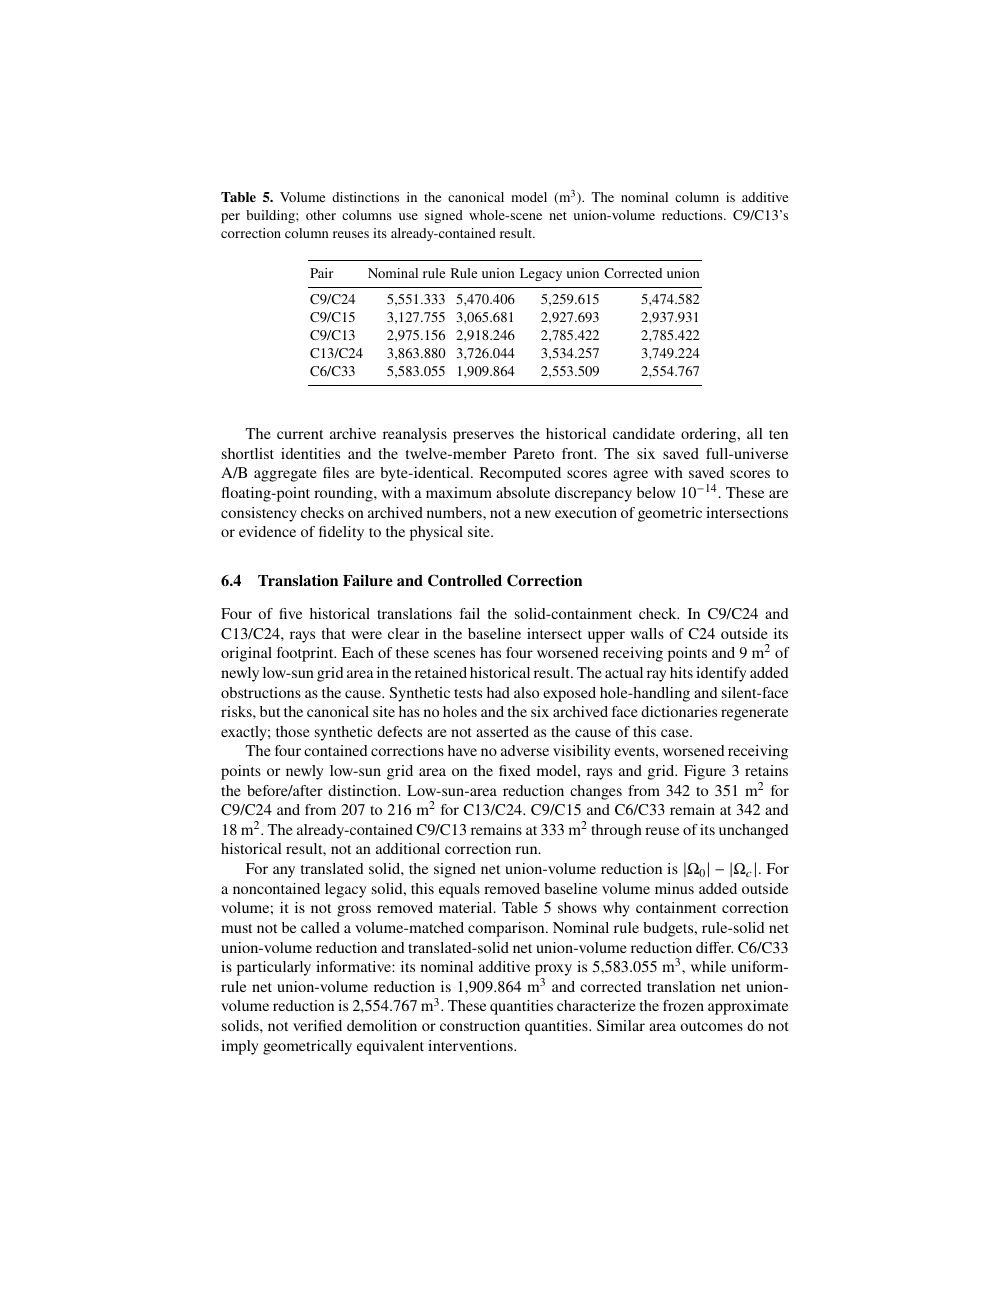 Table 5. Volume distinctions in the canonical model (m³). The nominal column is additive
per building; other columns use signed whole-scene net union-volume reductions. C9/C13’s
correction column reuses its already-contained result.
Pair Nominal rule Rule union Legacy union Corrected union
C9/C24 5,551.333 5,470.406 5,259.615 5,474.582
C9/C15 3,127.755 3,065.681 2,927.693 2,937.931
C9/C13 2,975.156 2,918.246 2,785.422 2,785.422
C13/C24 3,863.880 3,726.044 3,534.257 3,749.224
C6/C33 5,583.055 1,909.864 2,553.509 2,554.767
The current archive reanalysis preserves the historical candidate ordering, all ten
shortlist identities and the twelve-member Pareto front. The six saved full-universe
A/B aggregate files are byte-identical. Recomputed scores agree with saved scores to
floating-point rounding, with a maximum absolute discrepancy below 10⁻¹⁴. These are
consistency checks on archived numbers, not a new execution of geometric intersections
or evidence of fidelity to the physical site.
6.4 Translation Failure and Controlled Correction
Four of five historical translations fail the solid-containment check. In C9/C24 and
C13/C24, rays that were clear in the baseline intersect upper walls of C24 outside its
original footprint. Each of these scenes has four worsened receiving points and 9 m² of
newly low-sun grid area in the retained historical result. The actual ray hits identify added
obstructions as the cause. Synthetic tests had also exposed hole-handling and silent-face
risks, but the canonical site has no holes and the six archived face dictionaries regenerate
exactly; those synthetic defects are not asserted as the cause of this case.
The four contained corrections have no adverse visibility events, worsened receiving
points or newly low-sun grid area on the fixed model, rays and grid. Figure 3 retains
the before/after distinction. Low-sun-area reduction changes from 342 to 351 m² for
C9/C24 and from 207 to 216 m² for C13/C24. C9/C15 and C6/C33 remain at 342 and
18 m². The already-contained C9/C13 remains at 333 m² through reuse of its unchanged
historical result, not an additional correction run.
For any translated solid, the signed net union-volume reduction is |Ω₀| − |Ω_c|. For
a noncontained legacy solid, this equals removed baseline volume minus added outside
volume; it is not gross removed material. Table 5 shows why containment correction
must not be called a volume-matched comparison. Nominal rule budgets, rule-solid net
union-volume reduction and translated-solid net union-volume reduction differ. C6/C33
is particularly informative: its nominal additive proxy is 5,583.055 m³, while uniform-
rule net union-volume reduction is 1,909.864 m³ and corrected translation net union-
volume reduction is 2,554.767 m³. These quantities characterize the frozen approximate
solids, not verified demolition or construction quantities. Similar area outcomes do not
imply geometrically equivalent interventions.